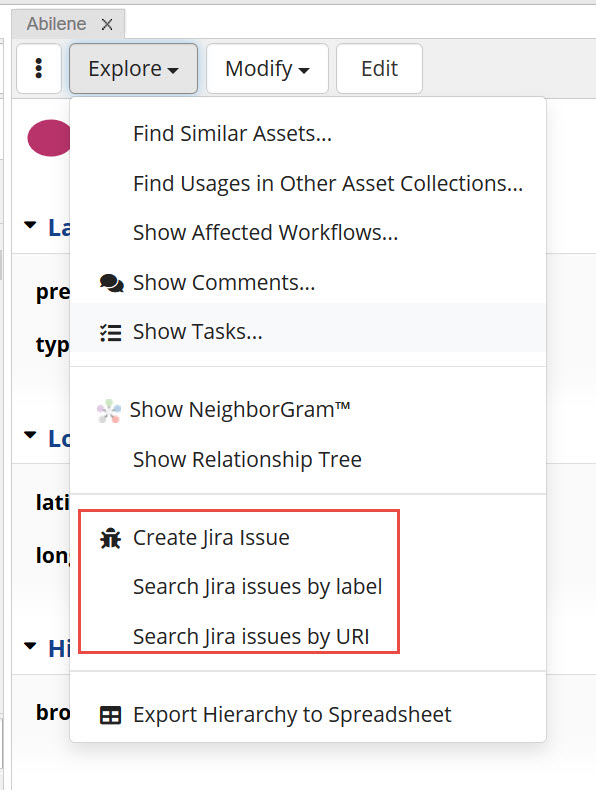 Abilene
Explore Modify Edit
Find Similar Assets...
Find Usages in Other Asset Collections...
Show Affected Workflows...
La
Show Comments...
pre
Show Tasks...
typ
Show NeighborGram™
Lo
Show Relationship Tree
lati
Create Jira Issue
long
Search Jira issues by label
Search Jira issues by URI
Hi
Export Hierarchy to Spreadsheet
bro